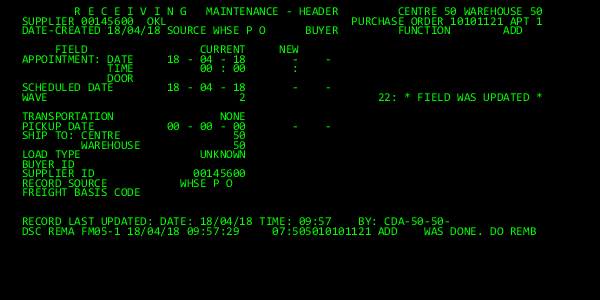 R E C E I V I N G   MAINTENANCE - HEADER         CENTRE 50 WAREHOUSE 50
SUPPLIER 00145600  OKL                            PURCHASE ORDER 10101121 APT 1
DATE-CREATED 18/04/18 SOURCE WHSE P O      BUYER         FUNCTION        ADD
FIELD                 CURRENT     NEW
APPOINTMENT: DATE     18 - 04 - 18       -    -
TIME          00 : 00       :
DOOR
SCHEDULED DATE        18 - 04 - 18       -    -
WAVE                             2                    22: * FIELD WAS UPDATED *
TRANSPORTATION                NONE
PICKUP DATE           00 - 00 - 00       -    -
SHIP TO: CENTRE                 50
WAREHOUSE              50
LOAD TYPE                  UNKNOWN
BUYER ID
SUPPLIER ID               00145600
RECORD SOURCE           WHSE P O
FREIGHT BASIS CODE
RECORD LAST UPDATED: DATE: 18/04/18 TIME: 09:57    BY: CDA-50-50-
DSC REMA FM05-1 18/04/18 09:57:29     07:505010101121 ADD    WAS DONE. DO REMB